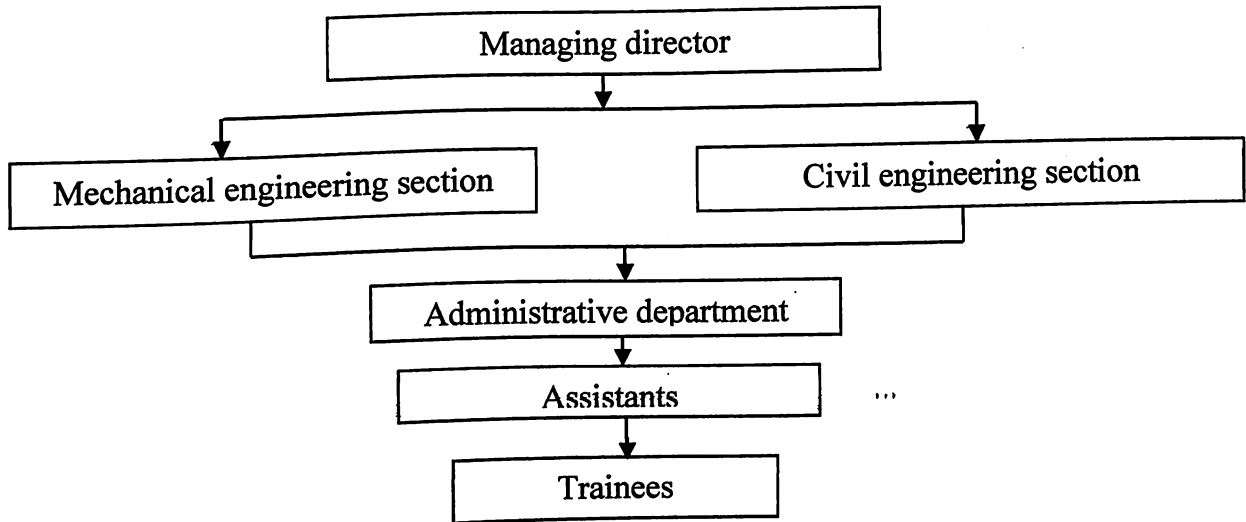 Managing director
Mechanical engineering section
Civil engineering section
Administrative department
Assistants
...
Trainees